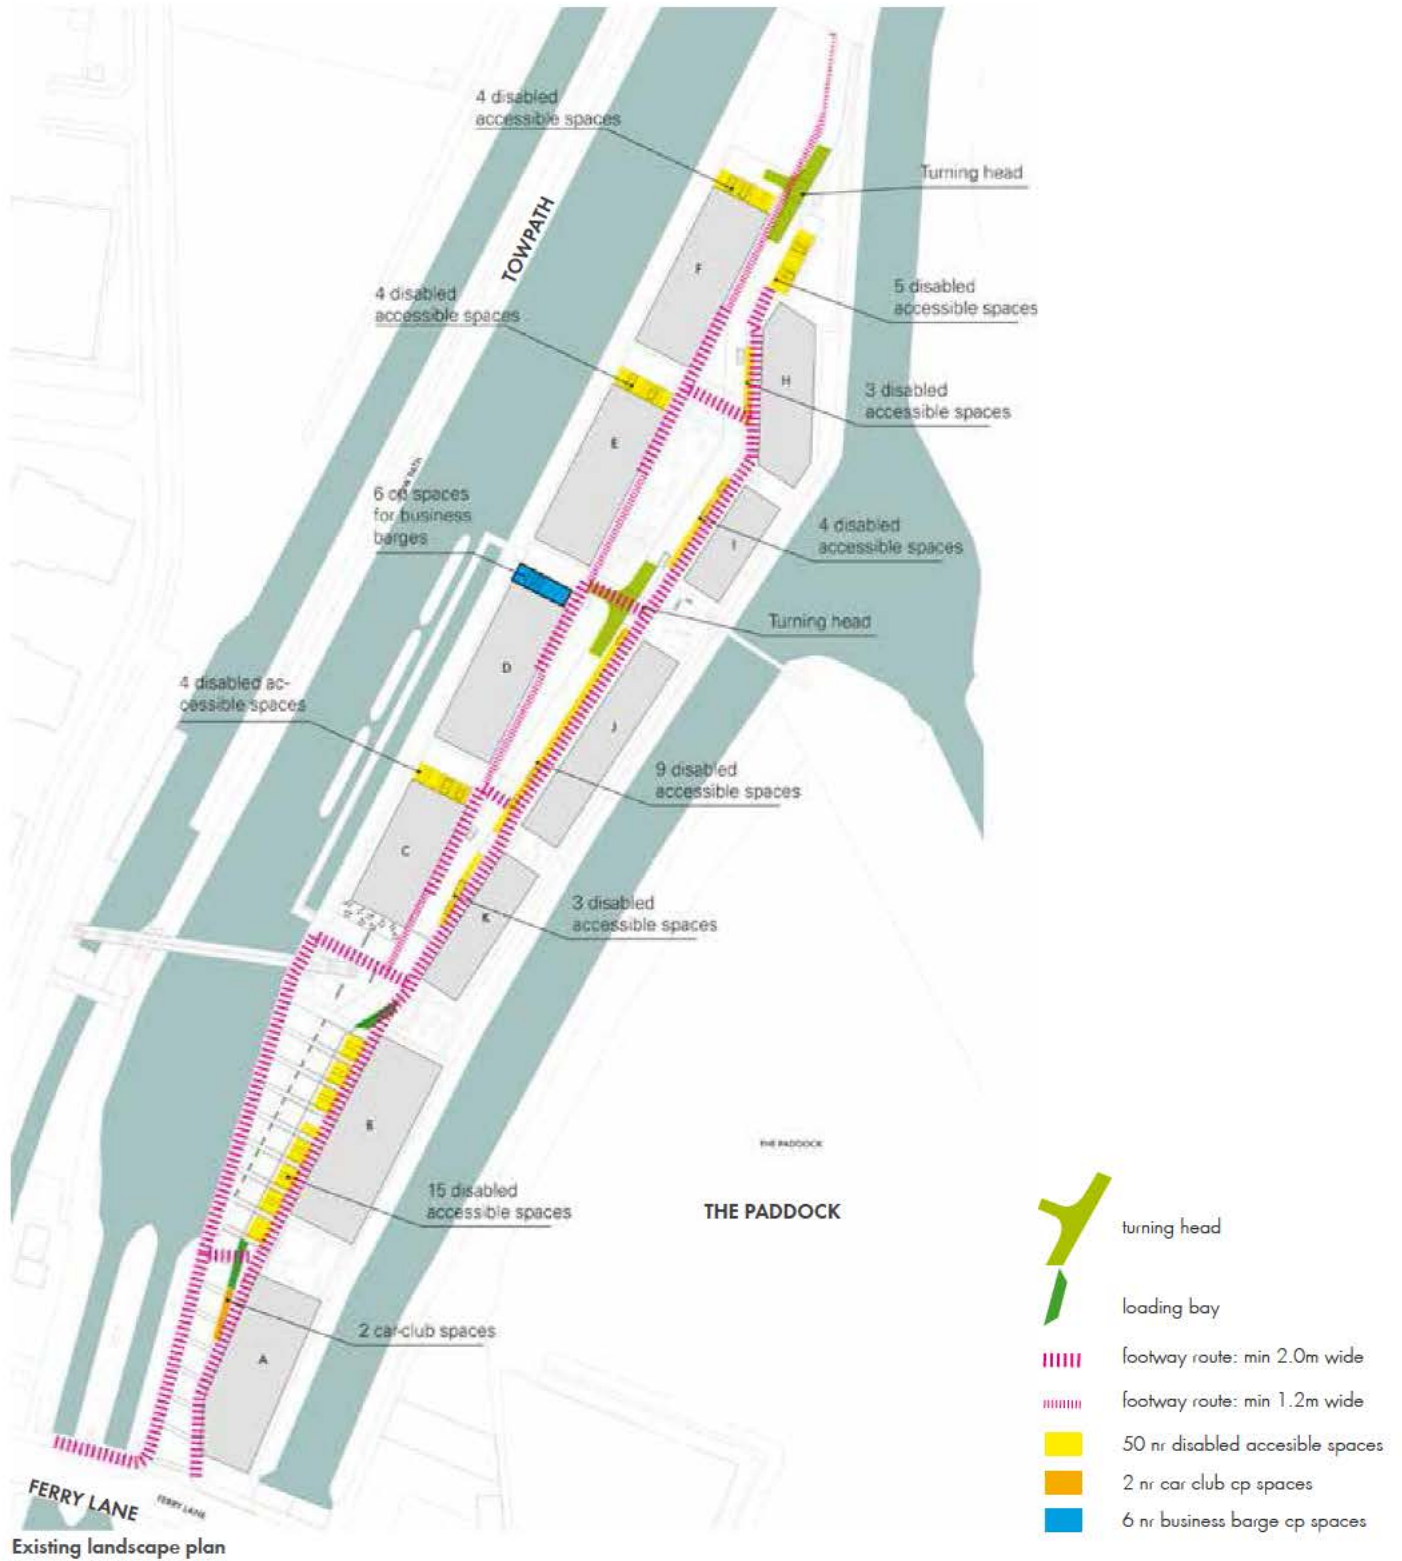 4 disabled
accessible spaces
Turning head
TOWPATH
F
5 disabled
accessible spaces
4 disabled
accessible spaces
H
3 disabled
accessible spaces
E
6 cp spaces
for business
barges
4 disabled
accessible spaces
I
Turning head
D
4 disabled ac-
cessible spaces
J
9 disabled
accessible spaces
C
3 disabled
accessible spaces
K
B
THE PADDOCK
15 disabled
accessible spaces
THE PADDOCK
2 car-club spaces
A
FERRY LANE
FERRY LANE
Existing landscape plan
turning head
loading bay
footway route: min 2.0m wide
footway route: min 1.2m wide
50 nr disabled accesible spaces
2 nr car club cp spaces
6 nr business barge cp spaces